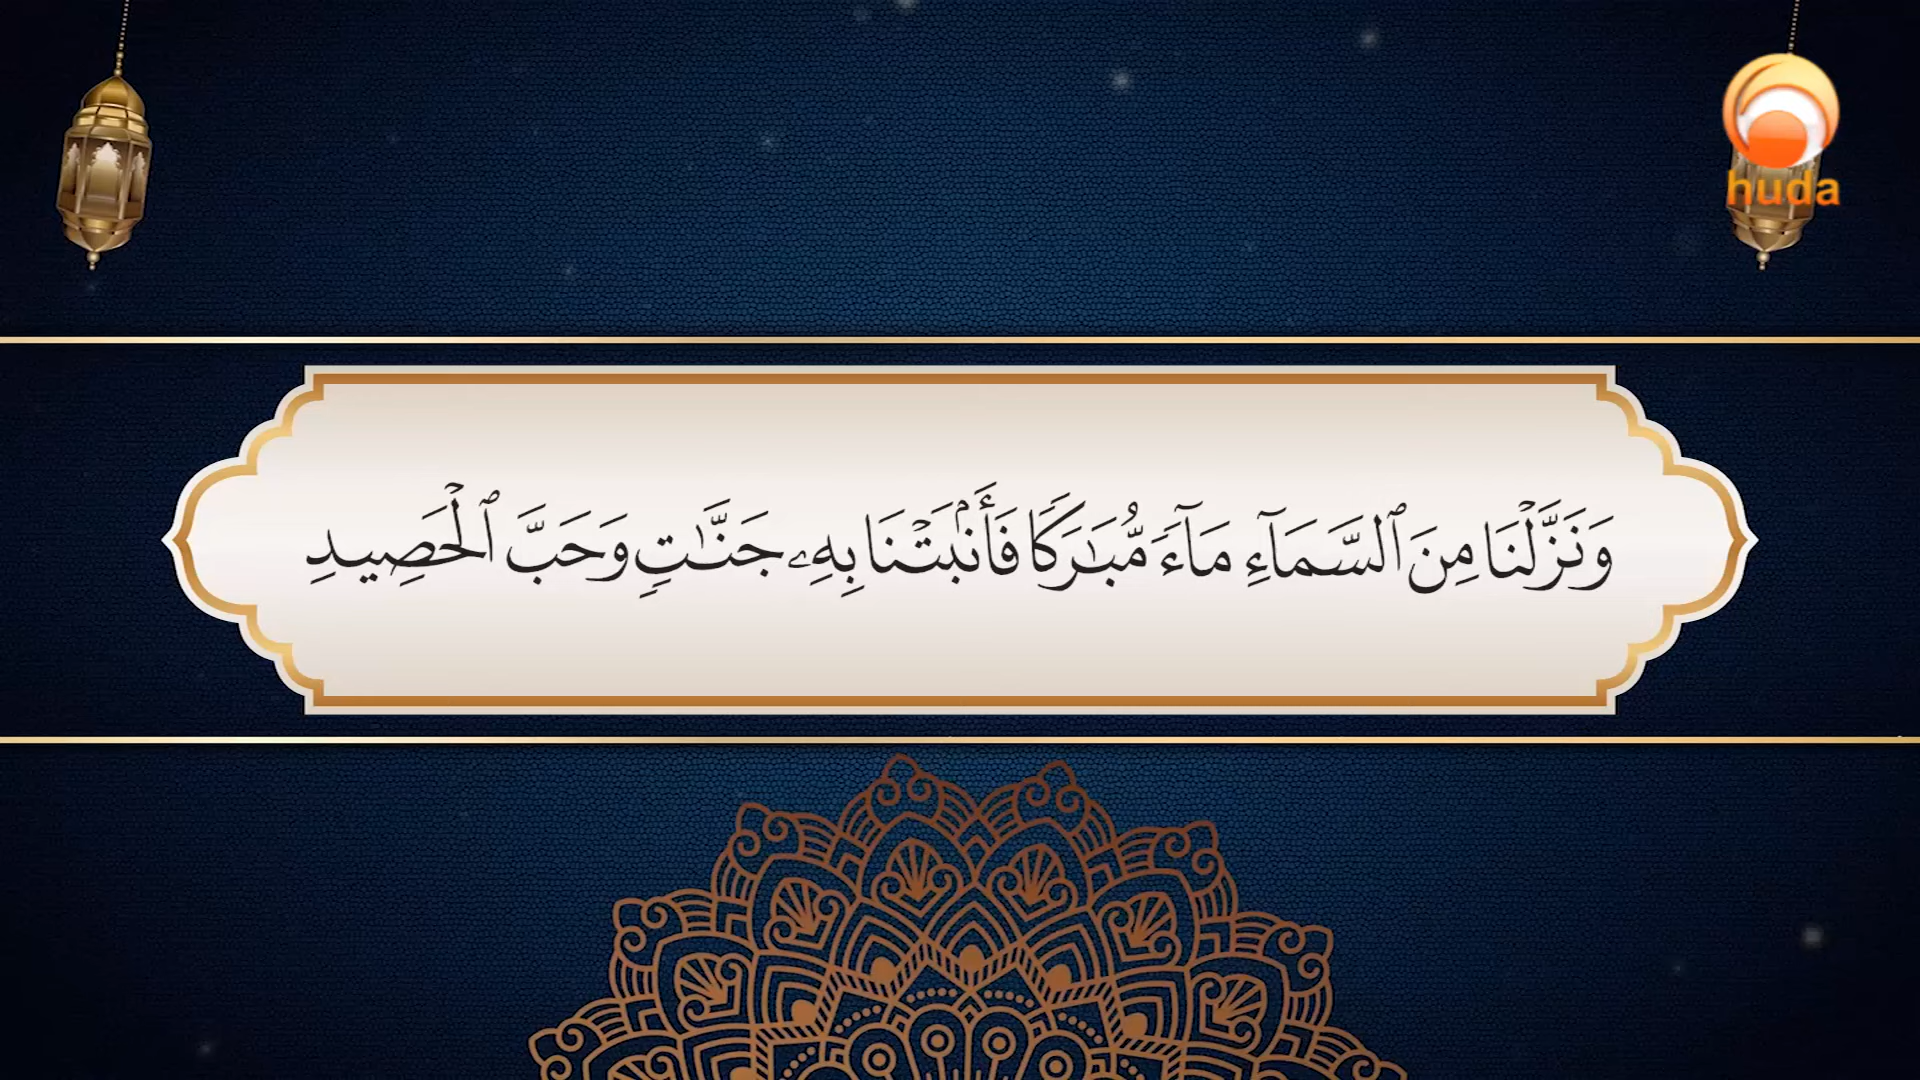 huda
وَنَزَّلْنَا مِنَ ٱلسَّمَآءِ مَآءً مُّبَٰرَكًا فَأَنۢبَتْنَا بِهِۦ جَنَّٰتٍ وَحَبَّ ٱلْحَصِيدِ